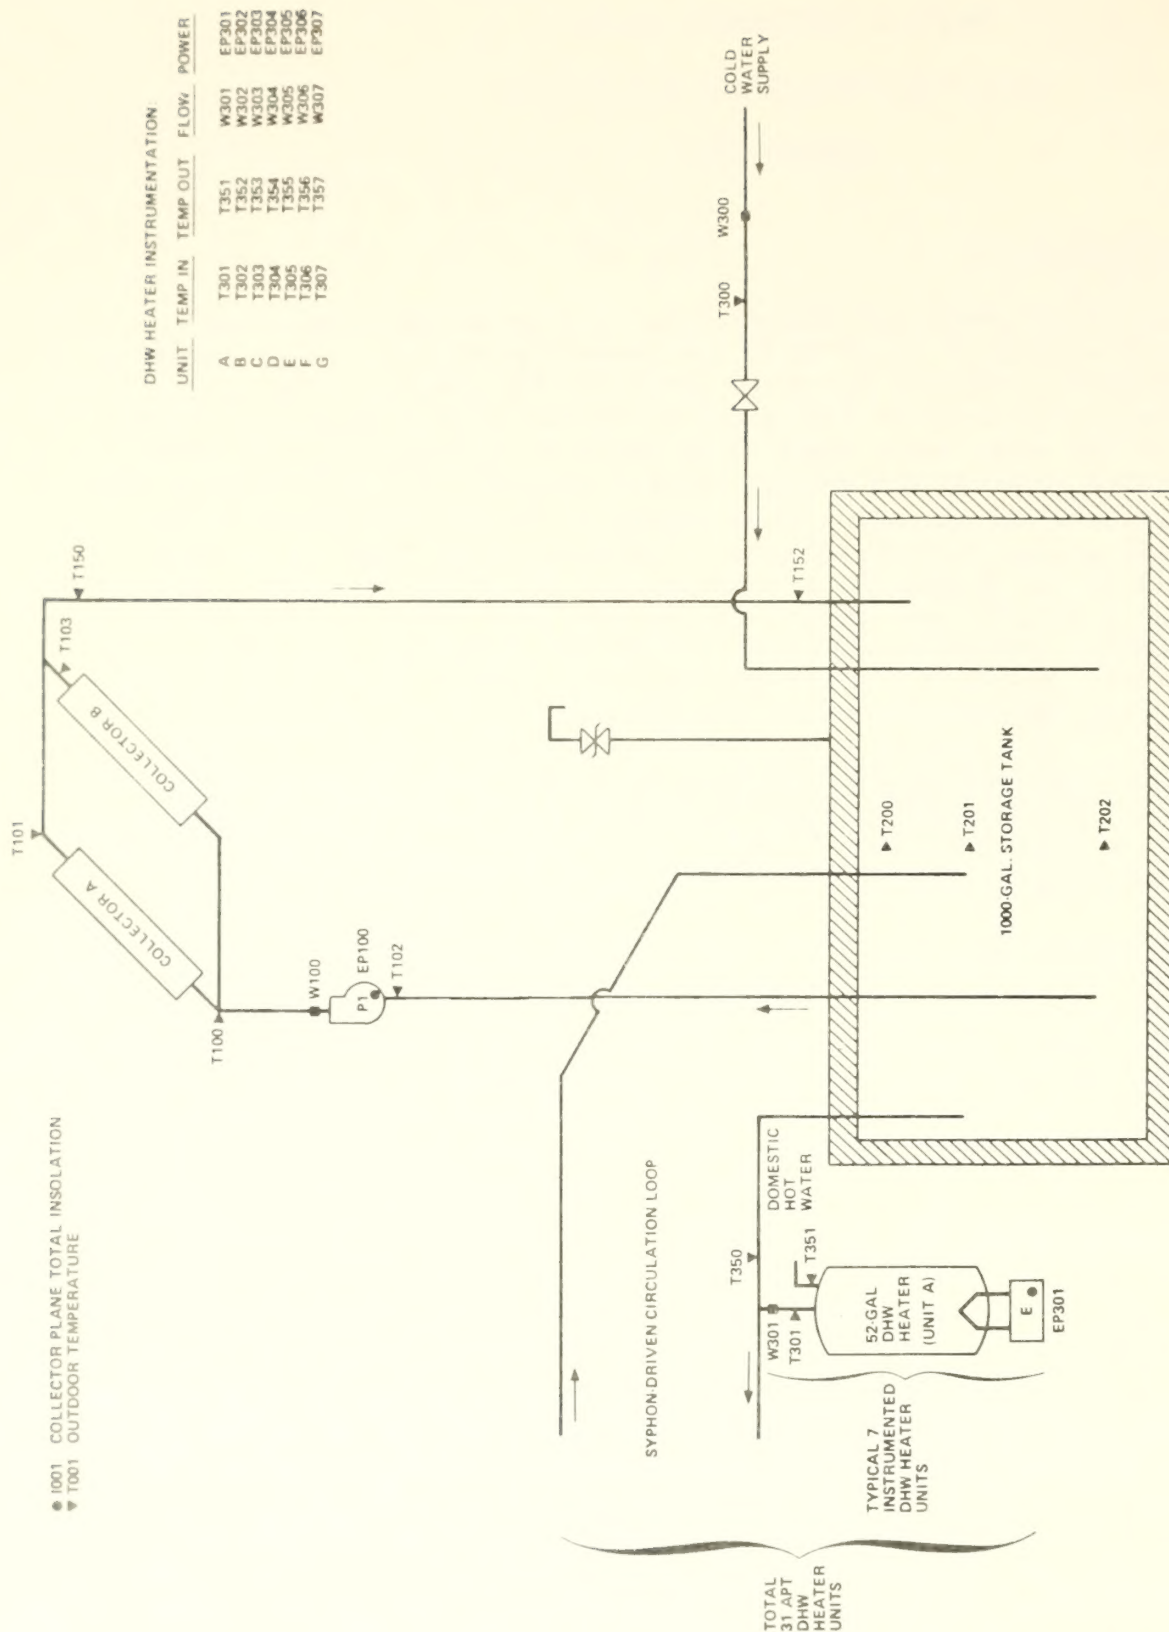 ● I001 COLLECTOR PLANE TOTAL INSOLATION
▼ T001 OUTDOOR TEMPERATURE
DHW HEATER INSTRUMENTATION:
UNIT TEMP IN TEMP OUT FLOW POWER
A T301 T351 W301 EP301
B T302 T352 W302 EP302
C T303 T353 W303 EP303
D T304 T354 W304 EP304
E T305 T355 W305 EP305
F T306 T356 W306 EP306
G T307 T357 W307 EP307
T101
COLLECTOR A
COLLECTOR B
T103
T150
T100
W100
P1
EP100
T102
T152
T300
W300
COLD
WATER
SUPPLY
SYPHON-DRIVEN CIRCULATION LOOP
DOMESTIC
HOT
WATER
T350
W301
T301
T351
52-GAL
DHW
HEATER
(UNIT A)
E
EP301
TYPICAL 7
INSTRUMENTED
DHW HEATER
UNITS
TOTAL
31 APT
DHW
HEATER
UNITS
T200
T201
1000-GAL. STORAGE TANK
T202